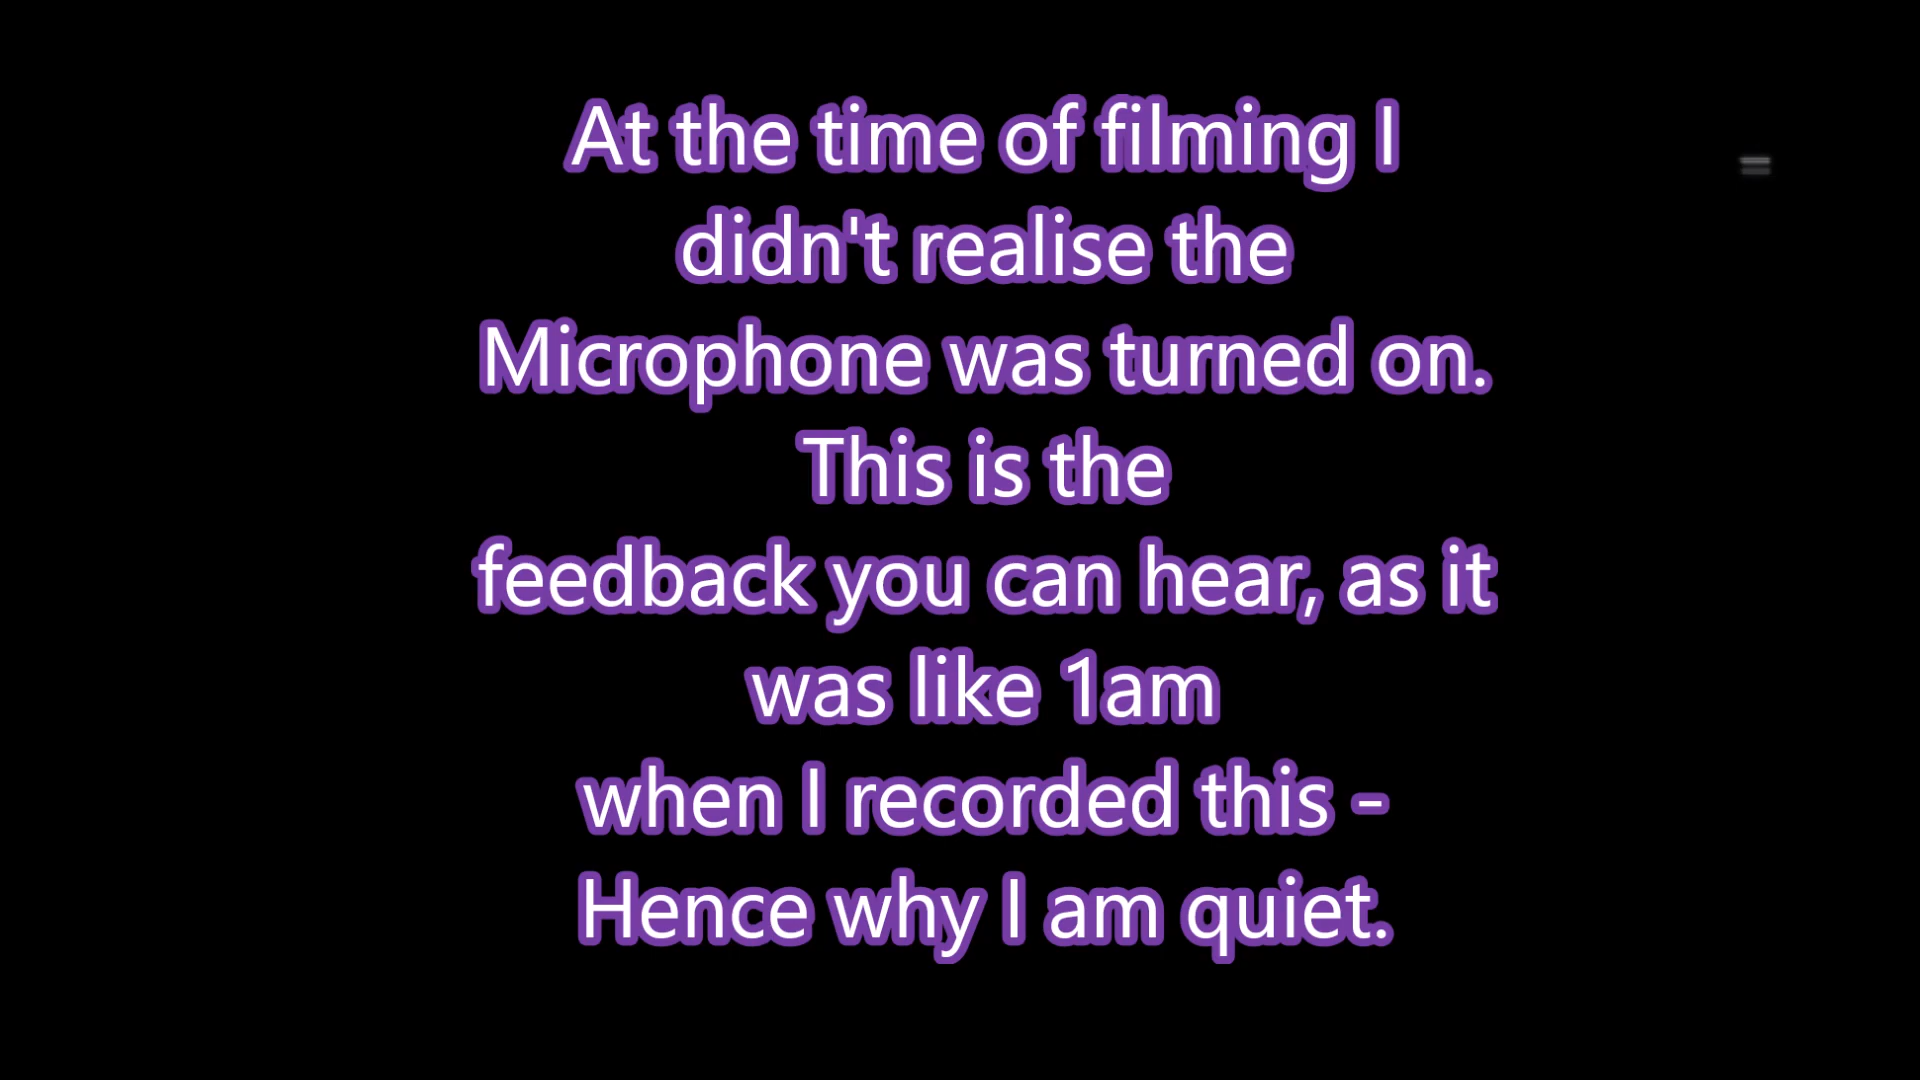 At the time of filming I
didn't realise the
Microphone was turned on.
This is the
feedback you can hear, as it
was like 1am
when I recorded this -
Hence why I am quiet.